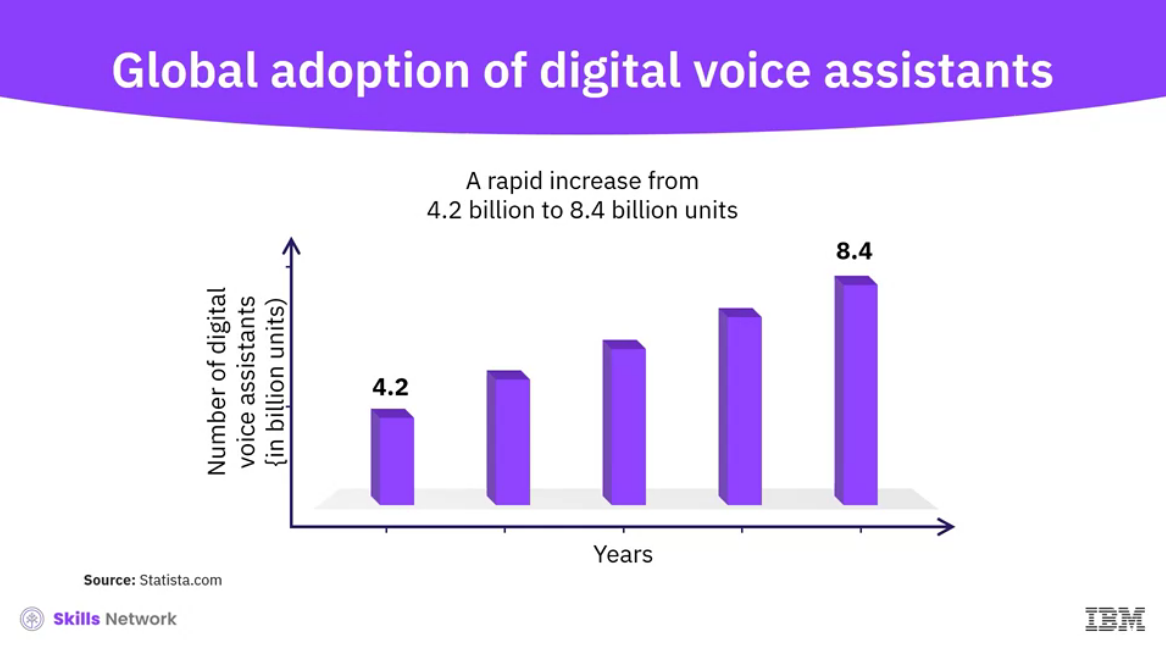 Global adoption of digital voice assistants
A rapid increase from
4.2 billion to 8.4 billion units
Number of digital
voice assistants
{in billion units)
4.2
8.4
Years
Source: Statista.com
Skills Network
IBM